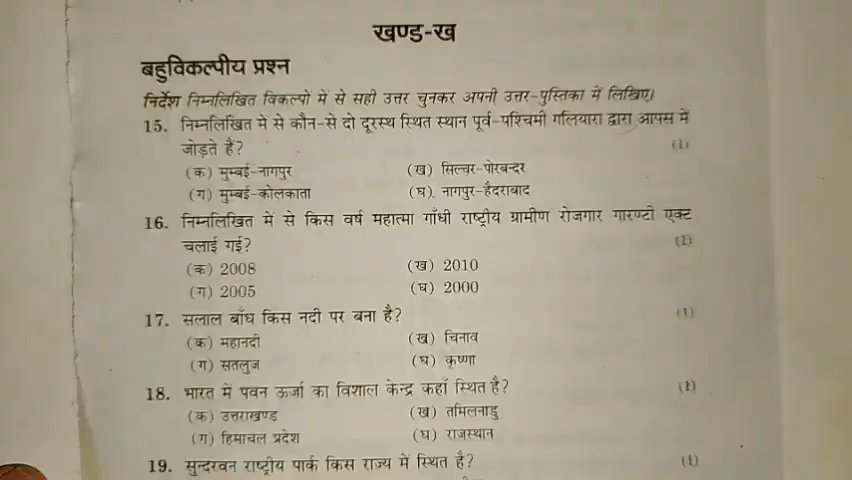 खण्ड-ख
बहुविकल्पीय प्रश्न
निर्देश निम्नलिखित विकल्पो में से सही उत्तर चुनकर अपनी उत्तर-पुस्तिका में लिखिए।
15. निम्नलिखित मे से कौन-से दो दूरस्थ स्थित स्थान पूर्व-पश्चिमी गलियारा द्वारा आपस में
जोड़ते है? (1)
(क) मुम्बई-नागपुर (ख) सिल्चर-पोरबन्दर
(ग) मुम्बई-कोलकाता (घ) नागपुर-हैदराबाद
16. निम्नलिखित में से किस वर्ष महात्मा गाँधी राष्ट्रीय ग्रामीण रोजगार गारण्टी एक्ट
चलाई गई? (1)
(क) 2008 (ख) 2010
(ग) 2005 (घ) 2000
17. सलाल बाँध किस नदी पर बना है? (1)
(क) महानदी (ख) चिनाव
(ग) सतलुज (घ) कृष्णा
18. भारत में पवन ऊर्जा का विशाल केन्द्र कहाँ स्थित है? (1)
(क) उत्तराखण्ड (ख) तमिलनाडु
(ग) हिमाचल प्रदेश (घ) राजस्थान
19. सुन्दरवन राष्ट्रीय पार्क किस राज्य में स्थित है? (1)